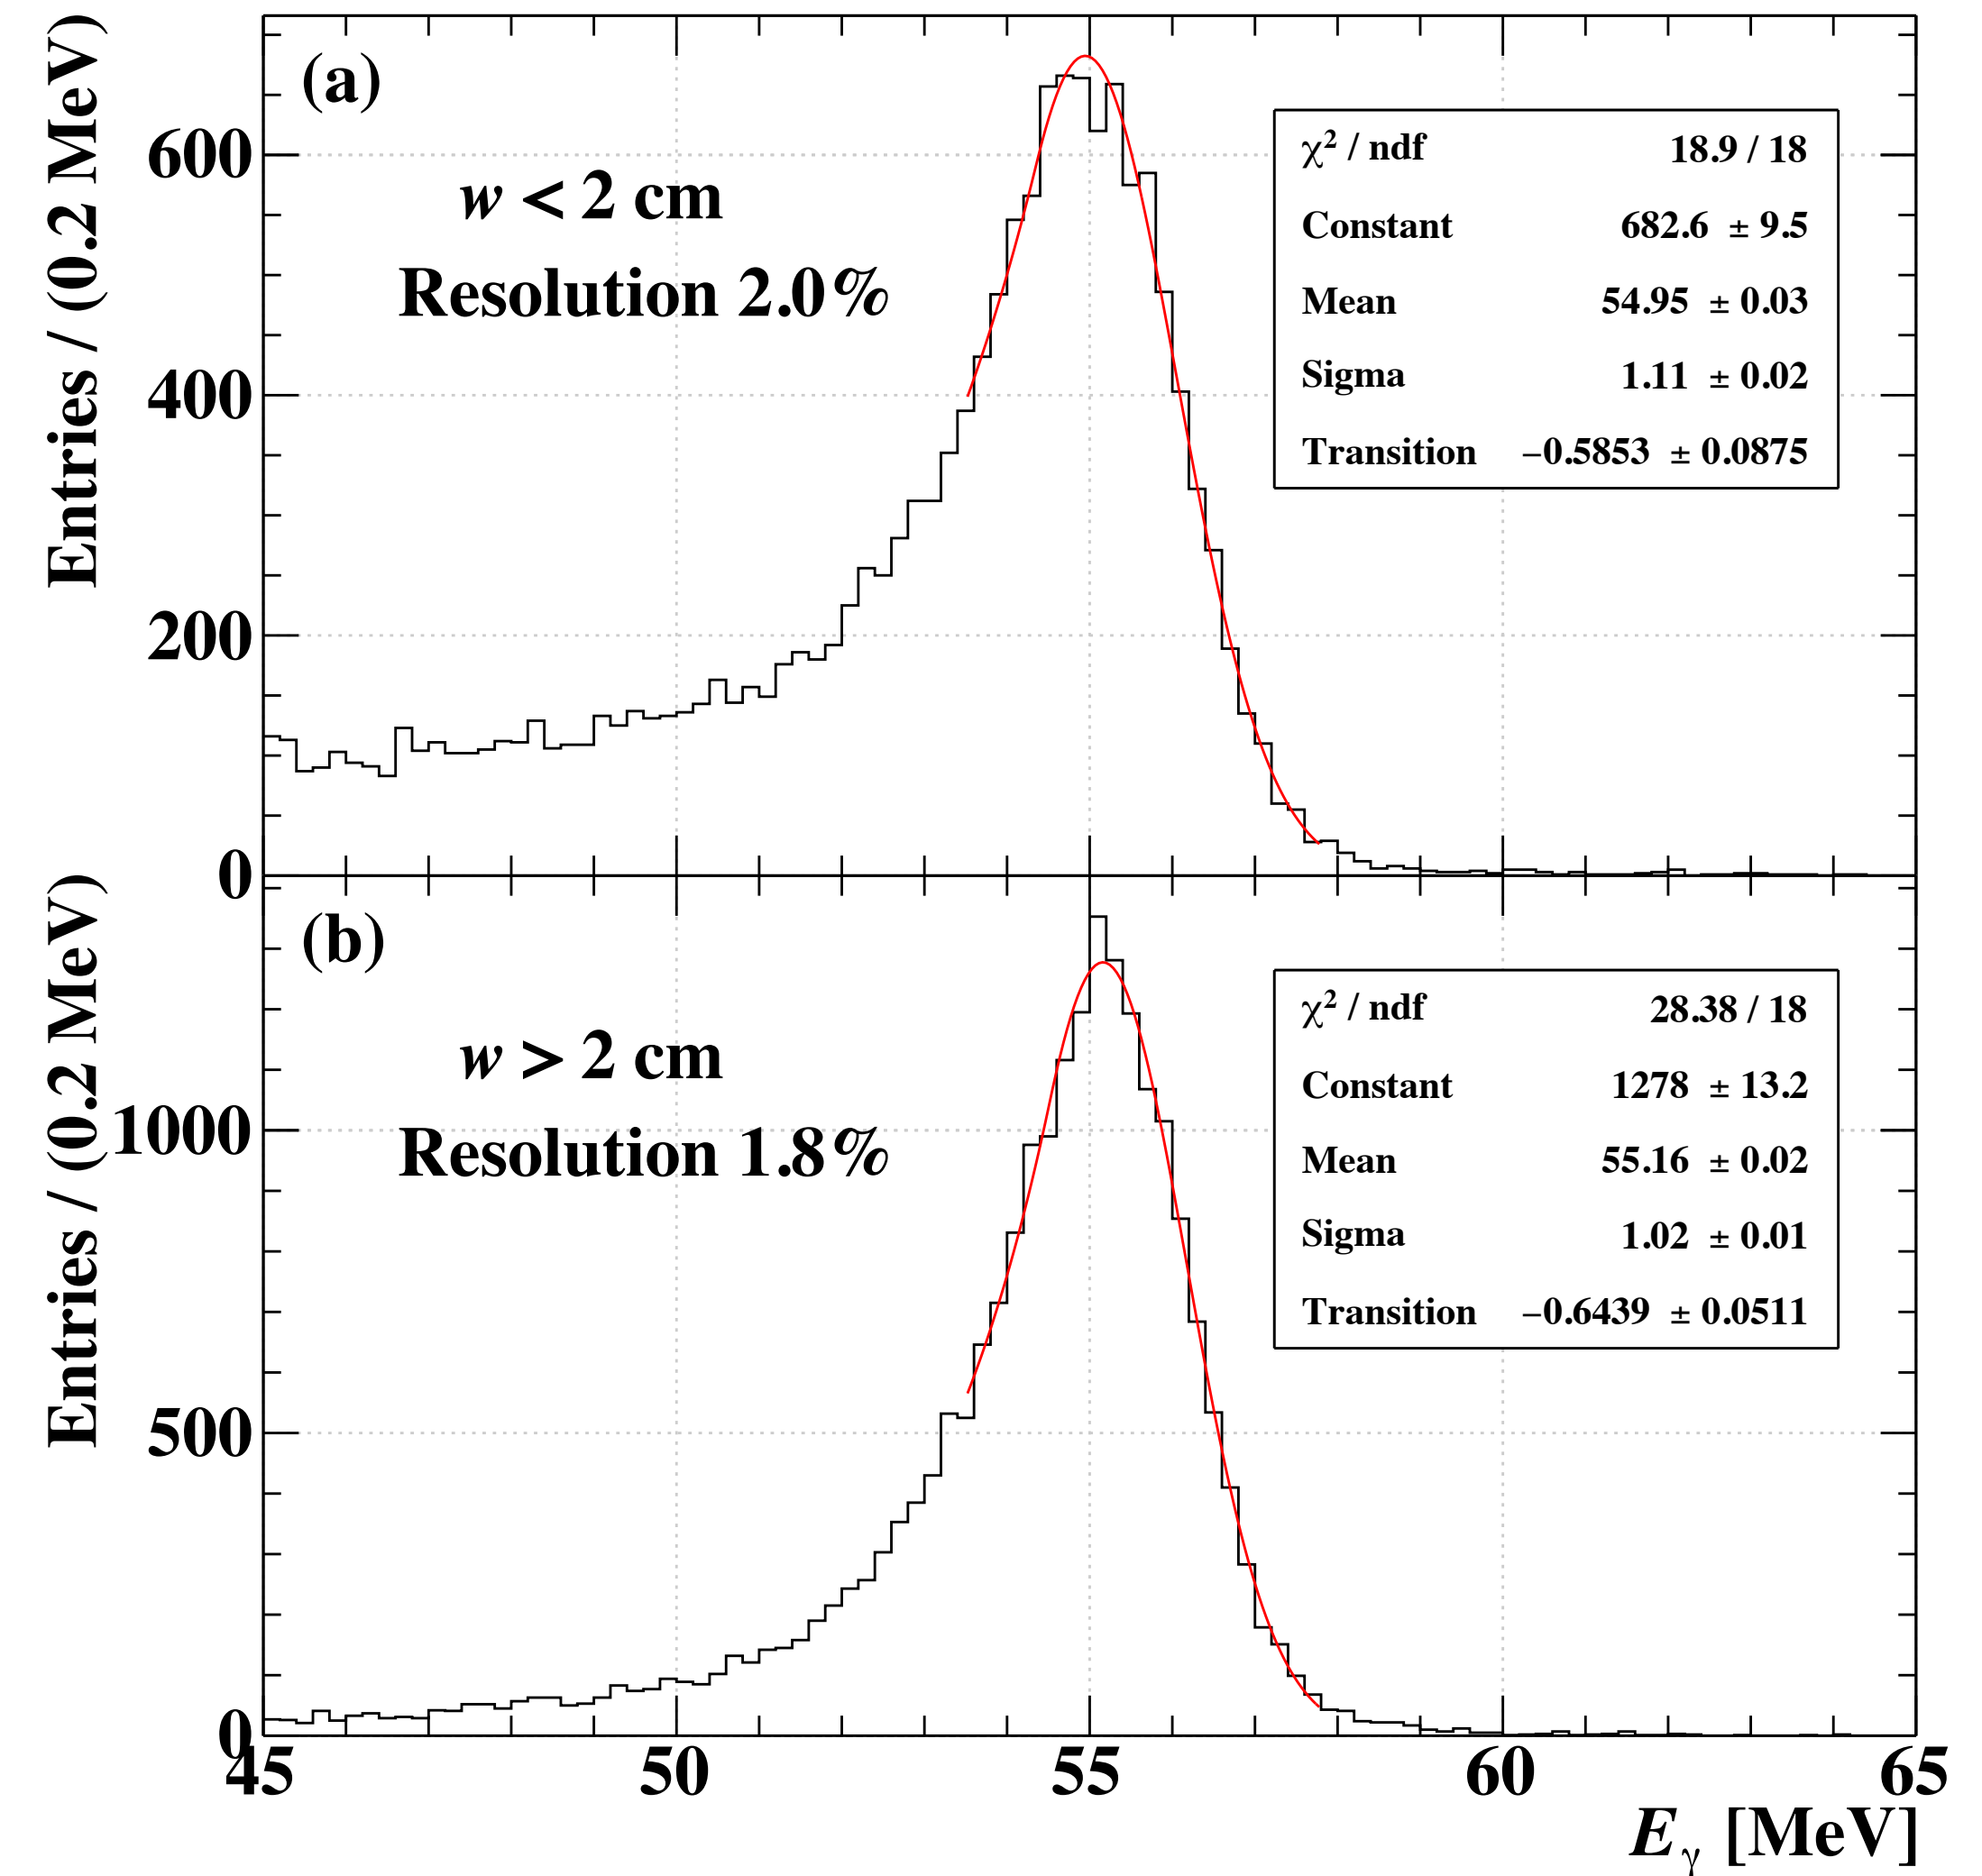 Entries / (0.2 MeV)
(a)
w < 2 cm
Resolution 2.0%
χ² / ndf 18.9 / 18
Constant 682.6 ± 9.5
Mean 54.95 ± 0.03
Sigma 1.11 ± 0.02
Transition −0.5853 ± 0.0875
600
400
200
0
Entries / (0.2 MeV)
(b)
w > 2 cm
Resolution 1.8%
χ² / ndf 28.38 / 18
Constant 1278 ± 13.2
Mean 55.16 ± 0.02
Sigma 1.02 ± 0.01
Transition −0.6439 ± 0.0511
1000
500
0
45 50 55 60 65
Eγ [MeV]